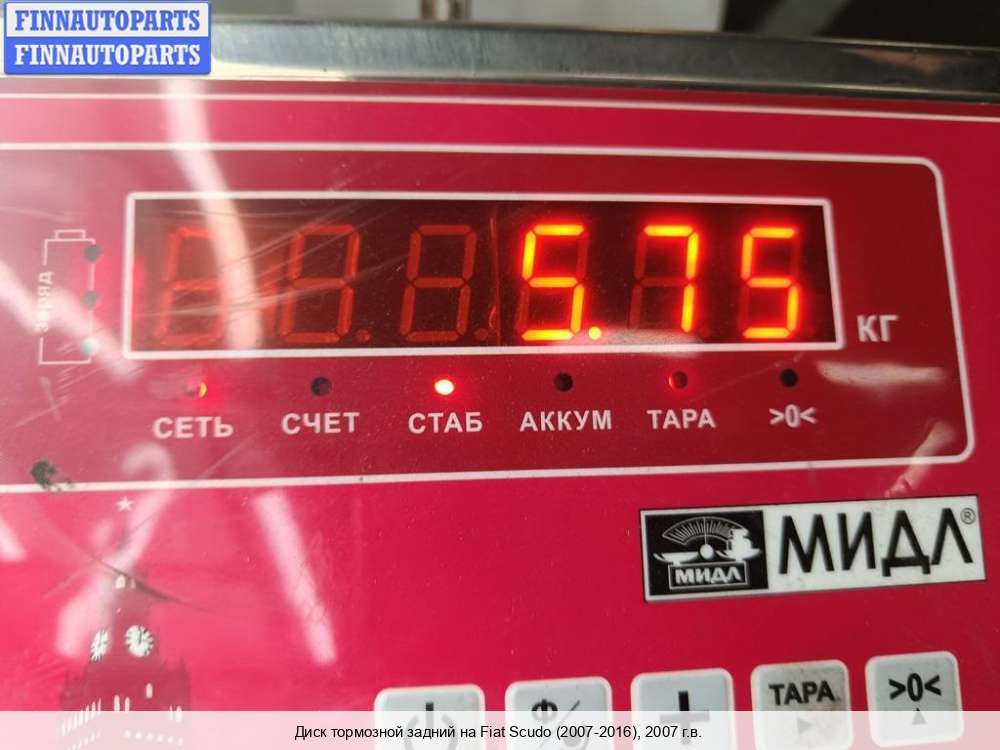 FINNAUTOPARTS
FINNAUTOPARTS
заряд
5.75
КГ
СЕТЬ СЧЕТ СТАБ АККУМ ТАРА >0<
МИДЛ
МИДЛ®
ТАРА >0<
Диск тормозной задний на Fiat Scudo (2007-2016), 2007 г.в.